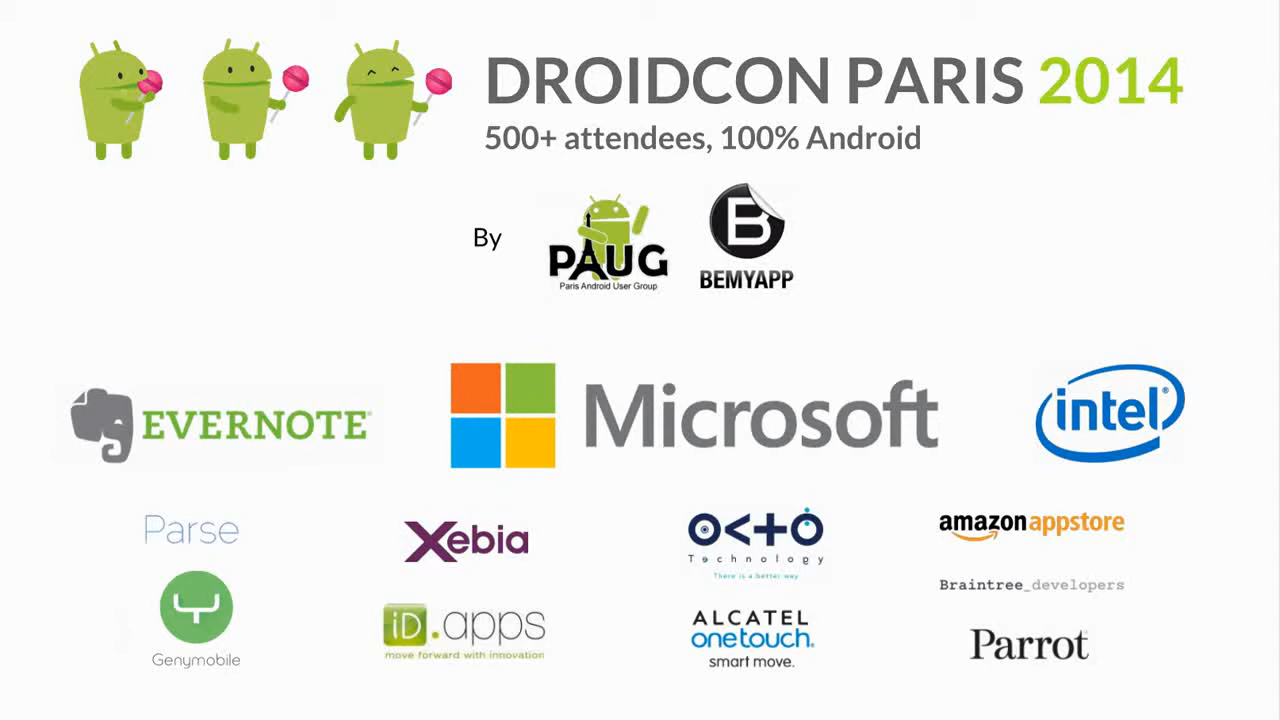 DROIDCON PARIS 2014
500+ attendees, 100% Android
By
PAUG
Paris Android User Group
B
BEMYAPP
EVERNOTE®
Microsoft
intel®
Parse
Xebia
OCTO
Technology
There is a better way
amazon appstore
Braintree_developers
Genymobile
iD.apps
move forward with innovation
ALCATEL
onetouch®
smart move.
Parrot®